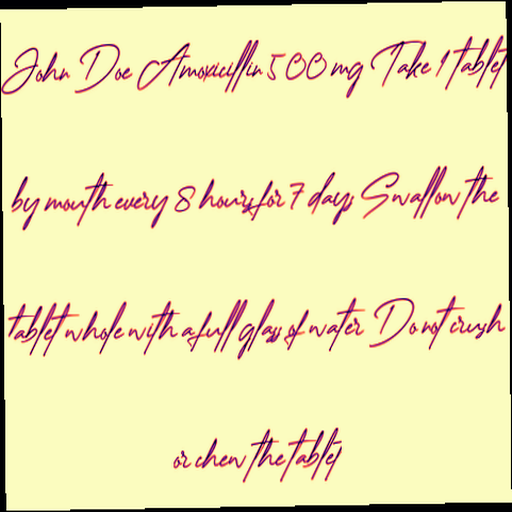 John Doe Amoxicillin 500 mg Take 1 tablet
by mouth every 8 hours for 7 days Swallow the
tablet whole with a full glass of water Do not crush
or chew the tablet